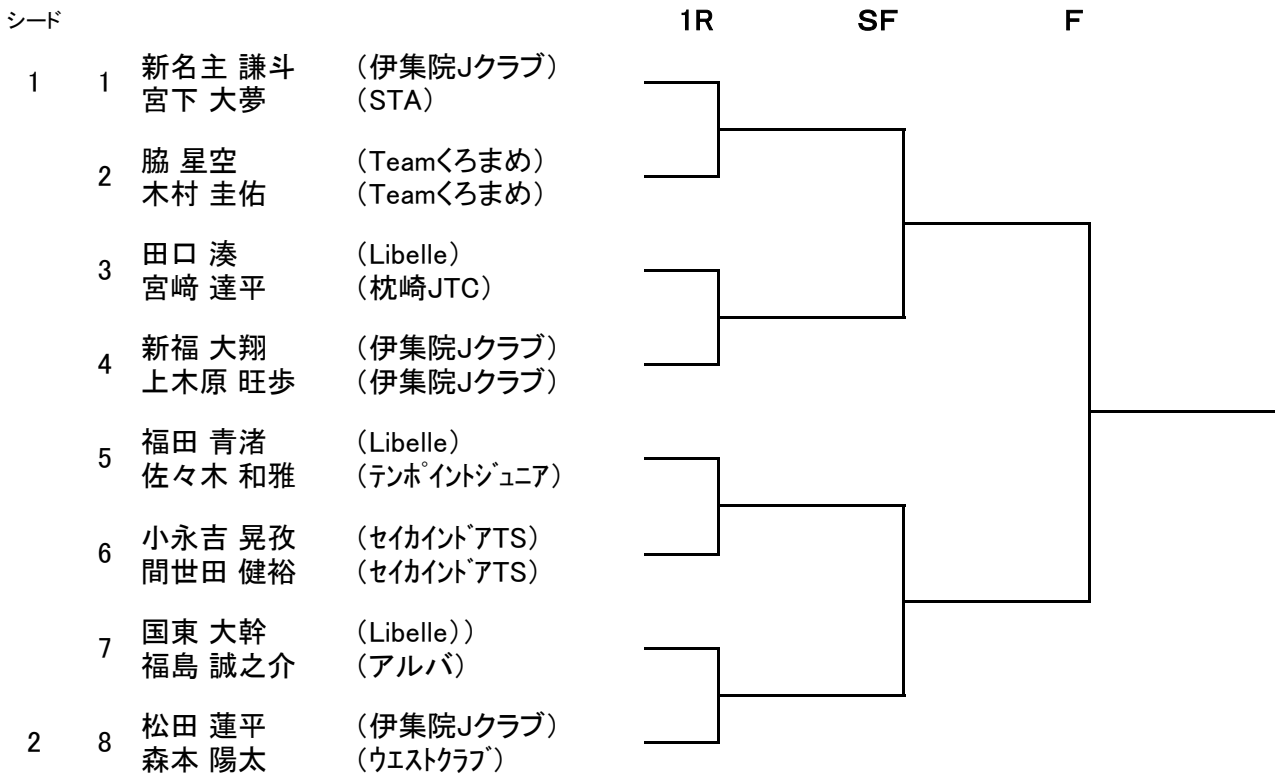 シード 1R SF F
1 1 新名主 謙斗 (伊集院Jクラブ)
宮下 大夢 (STA)
2 脇 星空 (Teamくろまめ)
木村 圭佑 (Teamくろまめ)
3 田口 湊 (Libelle)
宮﨑 達平 (枕崎JTC)
4 新福 大翔 (伊集院Jクラブ)
上木原 旺歩 (伊集院Jクラブ)
5 福田 青渚 (Libelle)
佐々木 和雅 (ﾃﾝﾎﾟｲﾝﾄｼﾞｭﾆｱ)
6 小永吉 晃孜 (ｾｲｶｲﾝﾄﾞｱTS)
間世田 健裕 (ｾｲｶｲﾝﾄﾞｱTS)
7 国東 大幹 (Libelle))
福島 誠之介 (アルバ)
2 8 松田 蓮平 (伊集院Jクラブ)
森本 陽太 (ｳｴｽﾄｸﾗﾌﾞ)